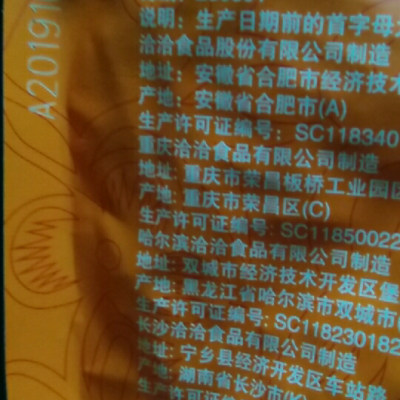 说明：生产日期前的首字母
洽洽食品股份有限公司制造
地址：安徽省合肥市经济技术
产地：安徽省合肥市(A)
生产许可证编号：SC118340
重庆洽洽食品有限公司制造
地址：重庆市荣昌板桥工业园区
产地：重庆市荣昌区(C)
生产许可证编号：SC11850022
哈尔滨洽洽食品有限公司制造
地址：双城市经济技术开发区堡
产地：黑龙江省哈尔滨市双城市
生产许可证编号：SC118230182
长沙洽洽食品有限公司制造
地址：宁乡县经济开发区车站路
产地：湖南省长沙市
生产许可证编号
A20191